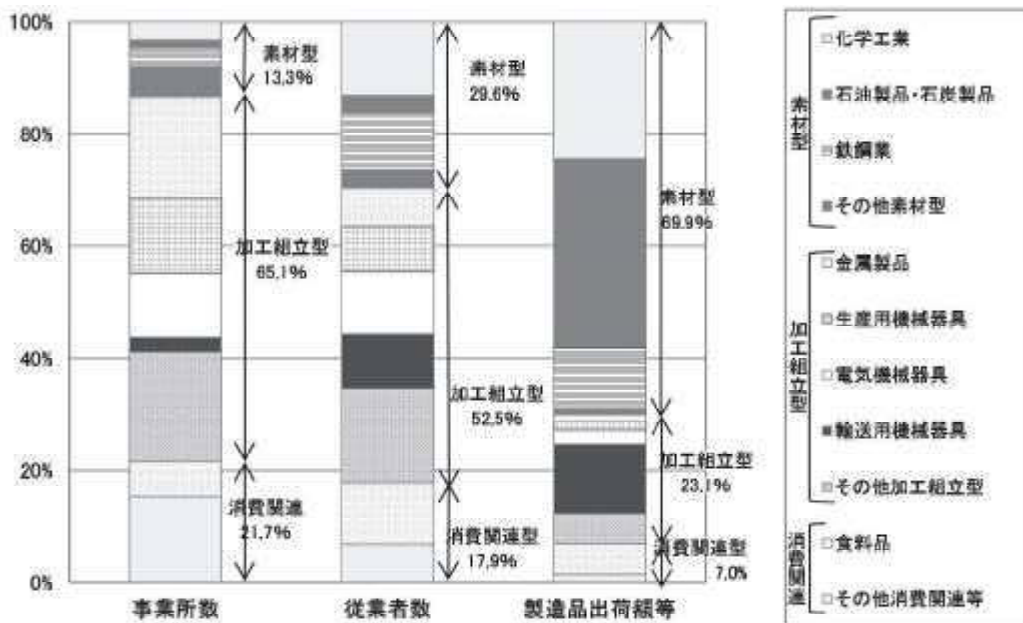 100%
80%
60%
40%
20%
0%
素材型
13.3%
加工組立型
65.1%
消費関連
21.7%
素材型
29.6%
加工組立型
52.5%
消費関連型
17.9%
素材型
69.9%
加工組立型
23.1%
消費関連型
7.0%
事業所数
従業者数
製造品出荷額等
素材型
化学工業
石油製品・石炭製品
鉄鋼業
その他素材型
加工組立型
金属製品
生産用機械器具
電気機械器具
輸送用機械器具
その他加工組立型
消費関連
食料品
その他消費関連等